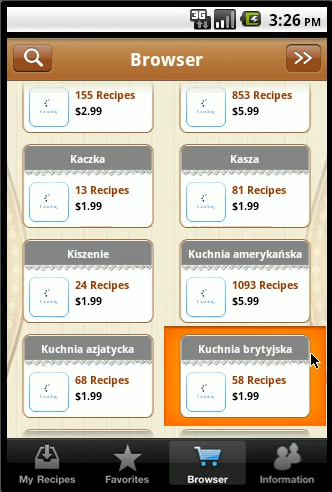 3G
3:26 PM
Browser
155 Recipes
$2.99
853 Recipes
$5.99
Kaczka
13 Recipes
$1.99
Kasza
81 Recipes
$1.99
Kiszenie
24 Recipes
$1.99
Kuchnia amerykańska
1093 Recipes
$5.99
Kuchnia azjatycka
68 Recipes
$1.99
Kuchnia brytyjska
58 Recipes
$1.99
My Recipes
Favorites
Browser
Information